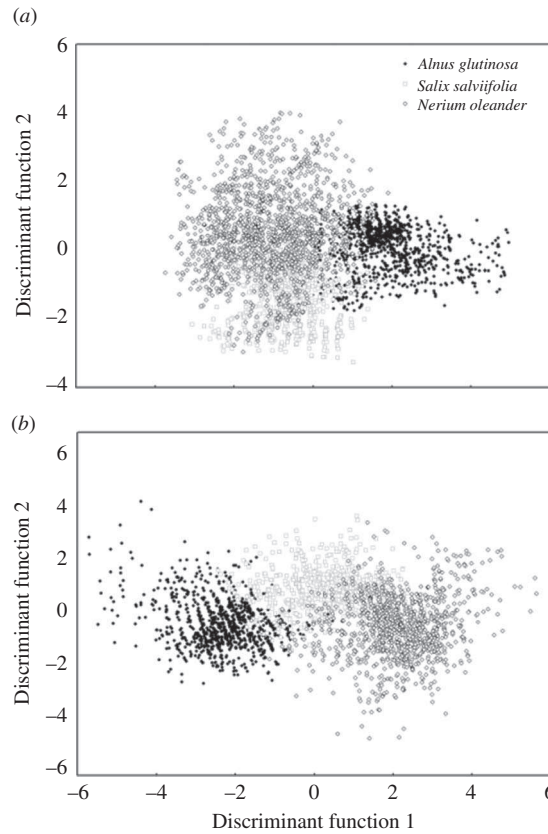 (a)
6
4
2
0
–2
–4
Discriminant function 2
Alnus glutinosa
Salix salviifolia
Nerium oleander
(b)
6
4
2
0
–2
–4
–6
Discriminant function 2
–6 –4 –2 0 2 4 6
Discriminant function 1